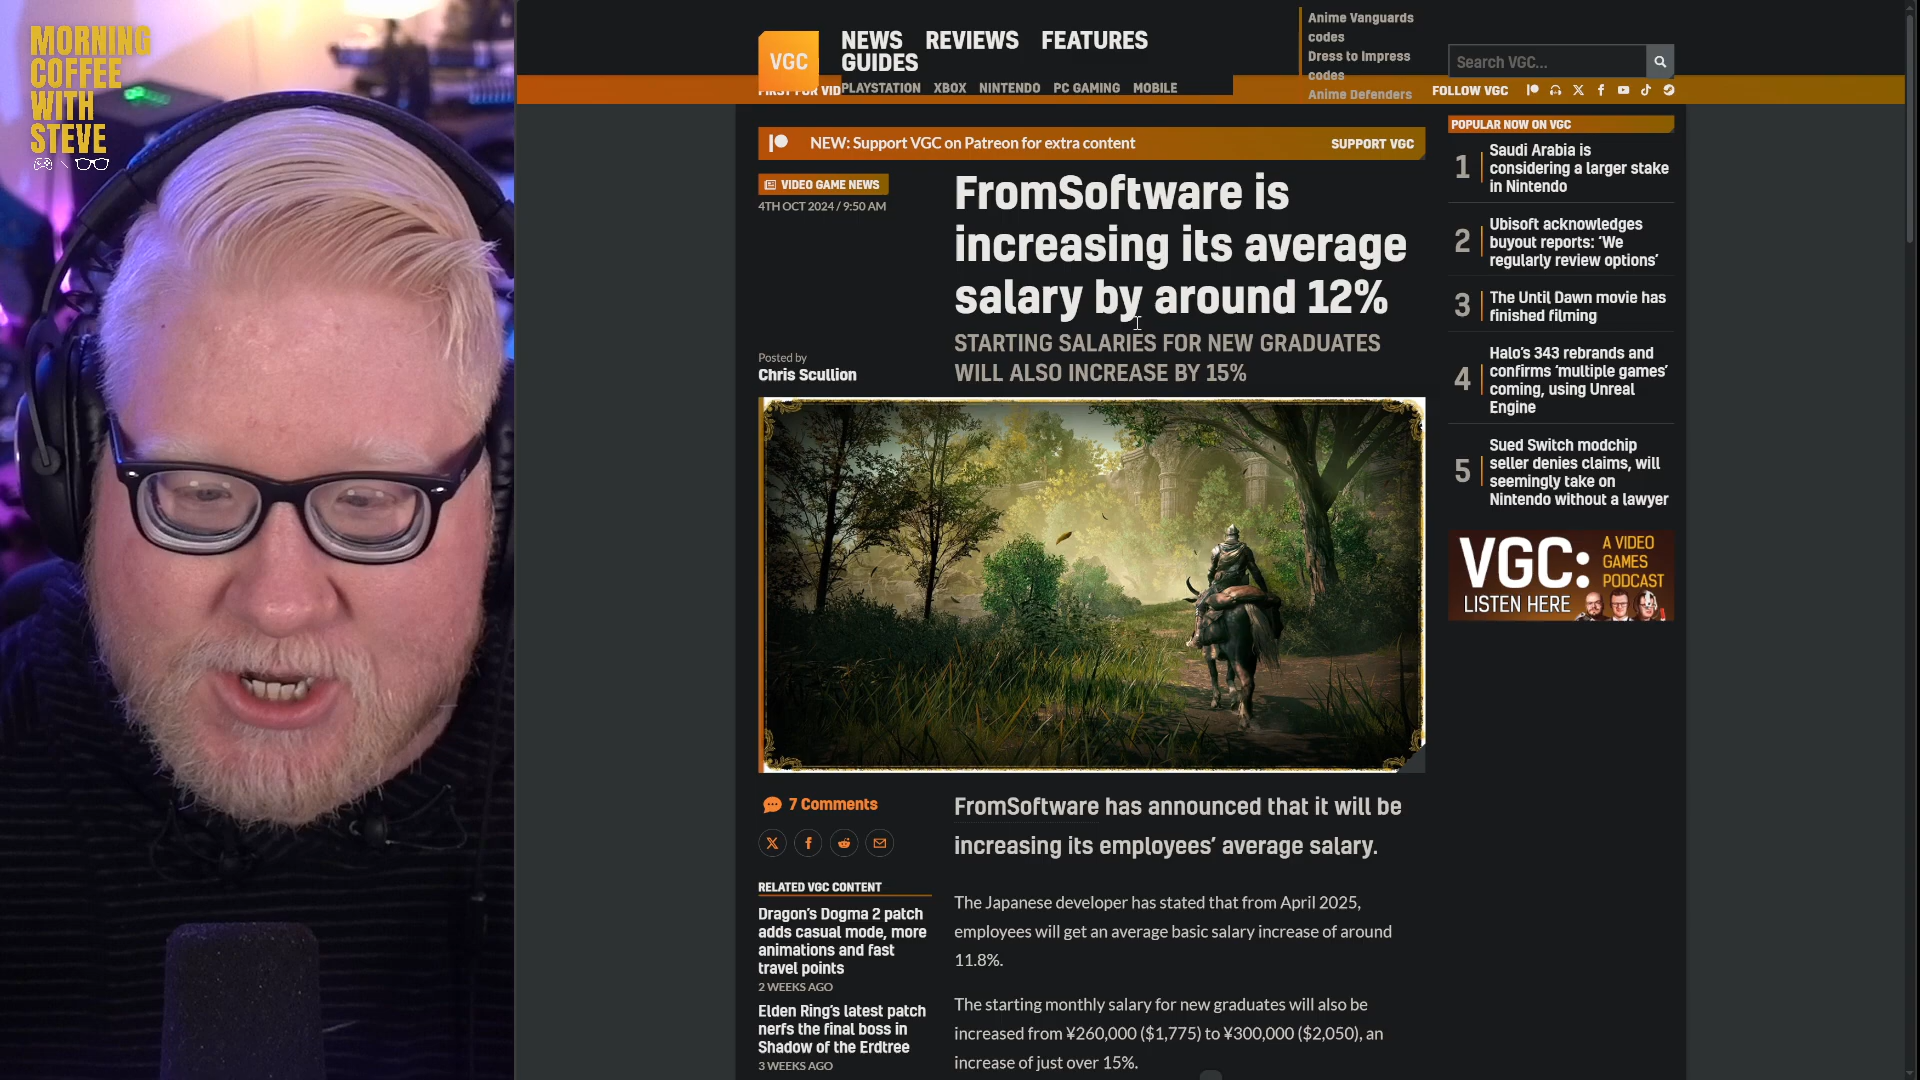 MORNING
COFFEE
WITH
STEVE
VGC
NEWS REVIEWS FEATURES
GUIDES
PLAYSTATION XBOX NINTENDO PC GAMING MOBILE
FIRST FOR VID
Anime Vanguards
codes
Dress to Impress
codes
Anime Defenders
Search VGC...
FOLLOW VGC
NEW: Support VGC on Patreon for extra content
SUPPORT VGC
VIDEO GAME NEWS
4TH OCT 2024 / 9:50 AM
FromSoftware is
increasing its average
salary by around 12%
STARTING SALARIES FOR NEW GRADUATES
WILL ALSO INCREASE BY 15%
Posted by
Chris Scullion
7 Comments
RELATED VGC CONTENT
Dragon's Dogma 2 patch
adds casual mode, more
animations and fast
travel points
2 WEEKS AGO
Elden Ring's latest patch
nerfs the final boss in
Shadow of the Erdtree
3 WEEKS AGO
FromSoftware has announced that it will be
increasing its employees' average salary.
The Japanese developer has stated that from April 2025,
employees will get an average basic salary increase of around
11.8%.
The starting monthly salary for new graduates will also be
increased from ¥260,000 ($1,775) to ¥300,000 ($2,050), an
increase of just over 15%.
POPULAR NOW ON VGC
1
Saudi Arabia is
considering a larger stake
in Nintendo
2
Ubisoft acknowledges
buyout reports: 'We
regularly review options'
3
The Until Dawn movie has
finished filming
4
Halo's 343 rebrands and
confirms 'multiple games'
coming, using Unreal
Engine
5
Sued Switch modchip
seller denies claims, will
seemingly take on
Nintendo without a lawyer
VGC:
A VIDEO
GAMES
PODCAST
LISTEN HERE